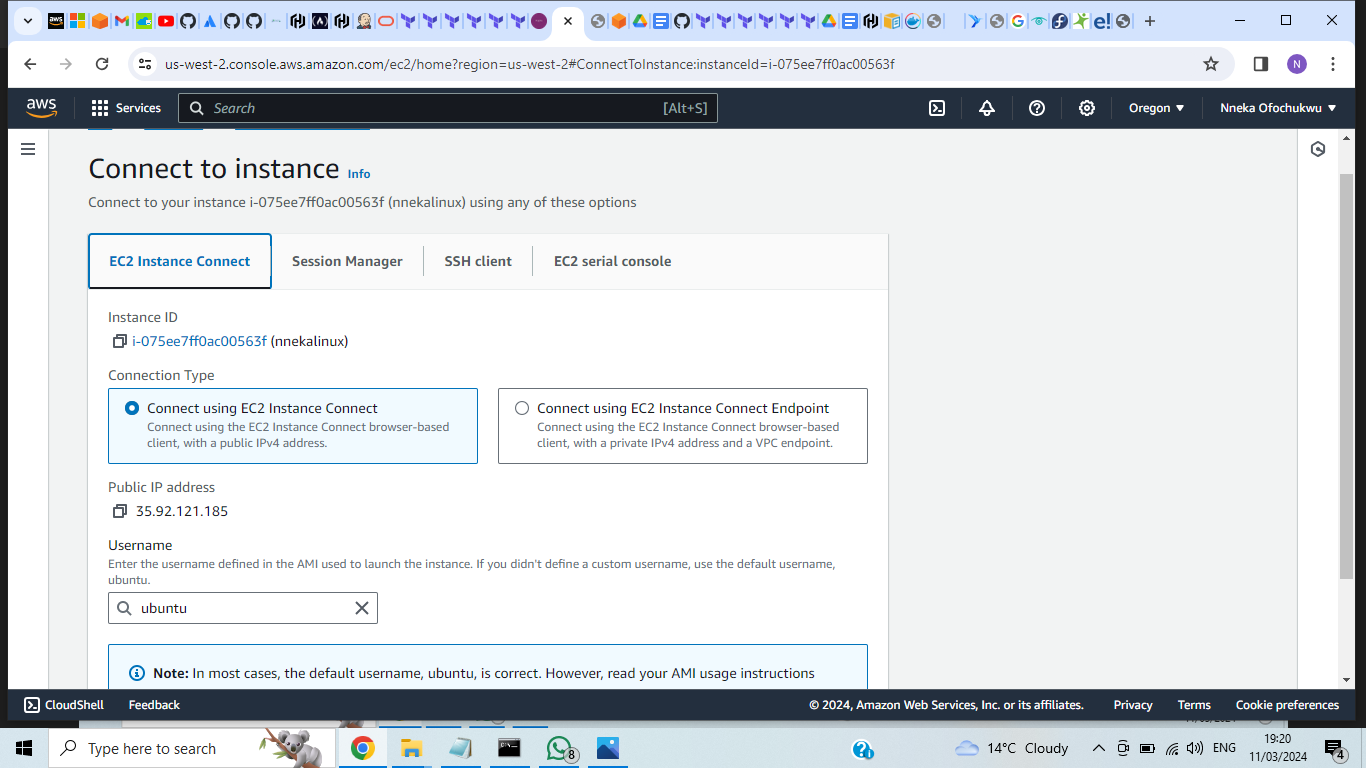 us-west-2.console.aws.amazon.com/ec2/home?region=us-west-2#ConnectToInstance:instanceId=i-075ee7ff0ac00563f
N
aws
Services
Search
[Alt+S]
Oregon
Nneka Ofochukwu
Connect to instance Info
Connect to your instance i-075ee7ff0ac00563f (nnekalinux) using any of these options
EC2 Instance Connect
Session Manager
SSH client
EC2 serial console
Instance ID
i-075ee7ff0ac00563f (nnekalinux)
Connection Type
Connect using EC2 Instance Connect
Connect using the EC2 Instance Connect browser-based
client, with a public IPv4 address.
Connect using EC2 Instance Connect Endpoint
Connect using the EC2 Instance Connect browser-based
client, with a private IPv4 address and a VPC endpoint.
Public IP address
35.92.121.185
Username
Enter the username defined in the AMI used to launch the instance. If you didn't define a custom username, use the default username,
ubuntu.
ubuntu
Note: In most cases, the default username, ubuntu, is correct. However, read your AMI usage instructions
CloudShell
Feedback
© 2024, Amazon Web Services, Inc. or its affiliates.
Privacy
Terms
Cookie preferences
Type here to search
8
14°C Cloudy
ENG
19:20
11/03/2024
4